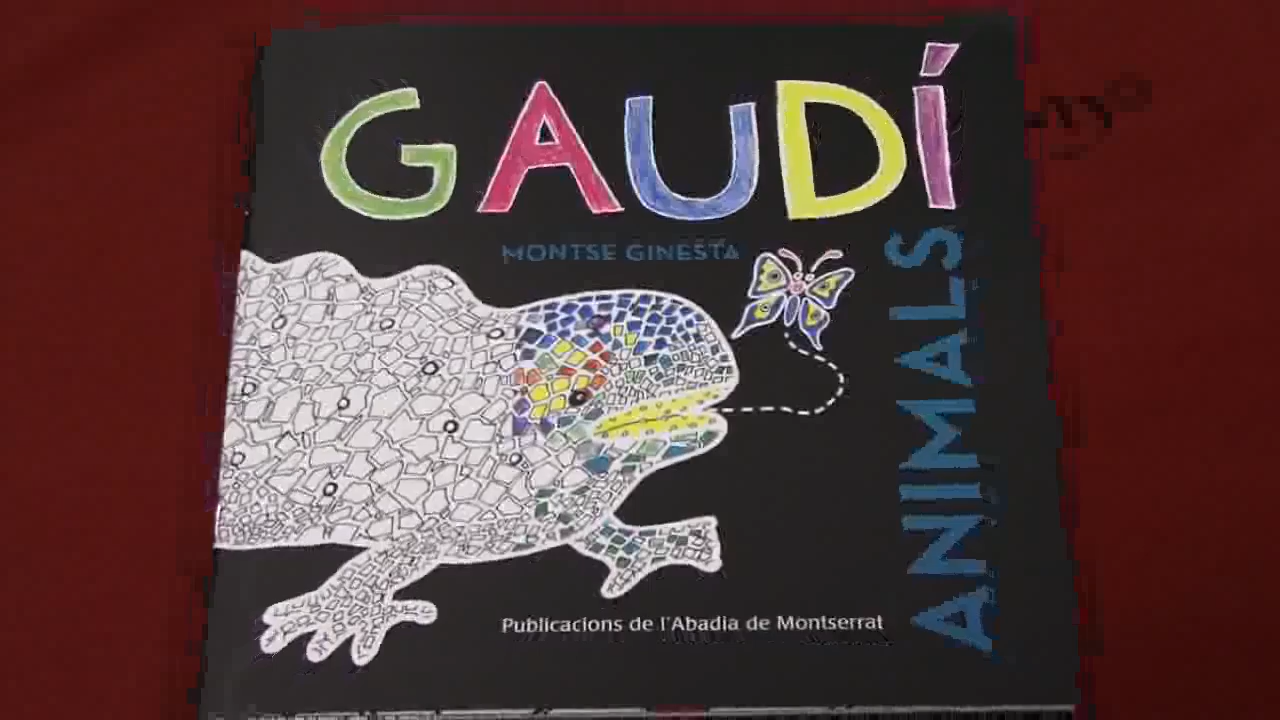 GAUDÍ
MONTSE GINESTA
ANIMALS
Publicacions de l'Abadia de Montserrat